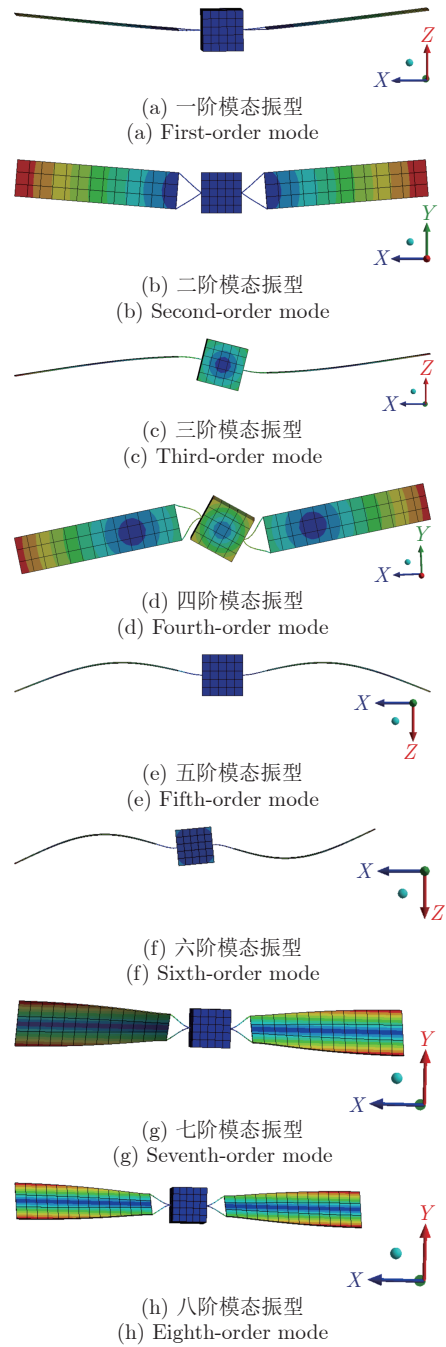 Z
X
(a) 一阶模态振型
(a) First-order mode
Y
X
(b) 二阶模态振型
(b) Second-order mode
Z
X
(c) 三阶模态振型
(c) Third-order mode
Y
X
(d) 四阶模态振型
(d) Fourth-order mode
X
Z
(e) 五阶模态振型
(e) Fifth-order mode
X
Z
(f) 六阶模态振型
(f) Sixth-order mode
Y
X
(g) 七阶模态振型
(g) Seventh-order mode
Y
X
(h) 八阶模态振型
(h) Eighth-order mode